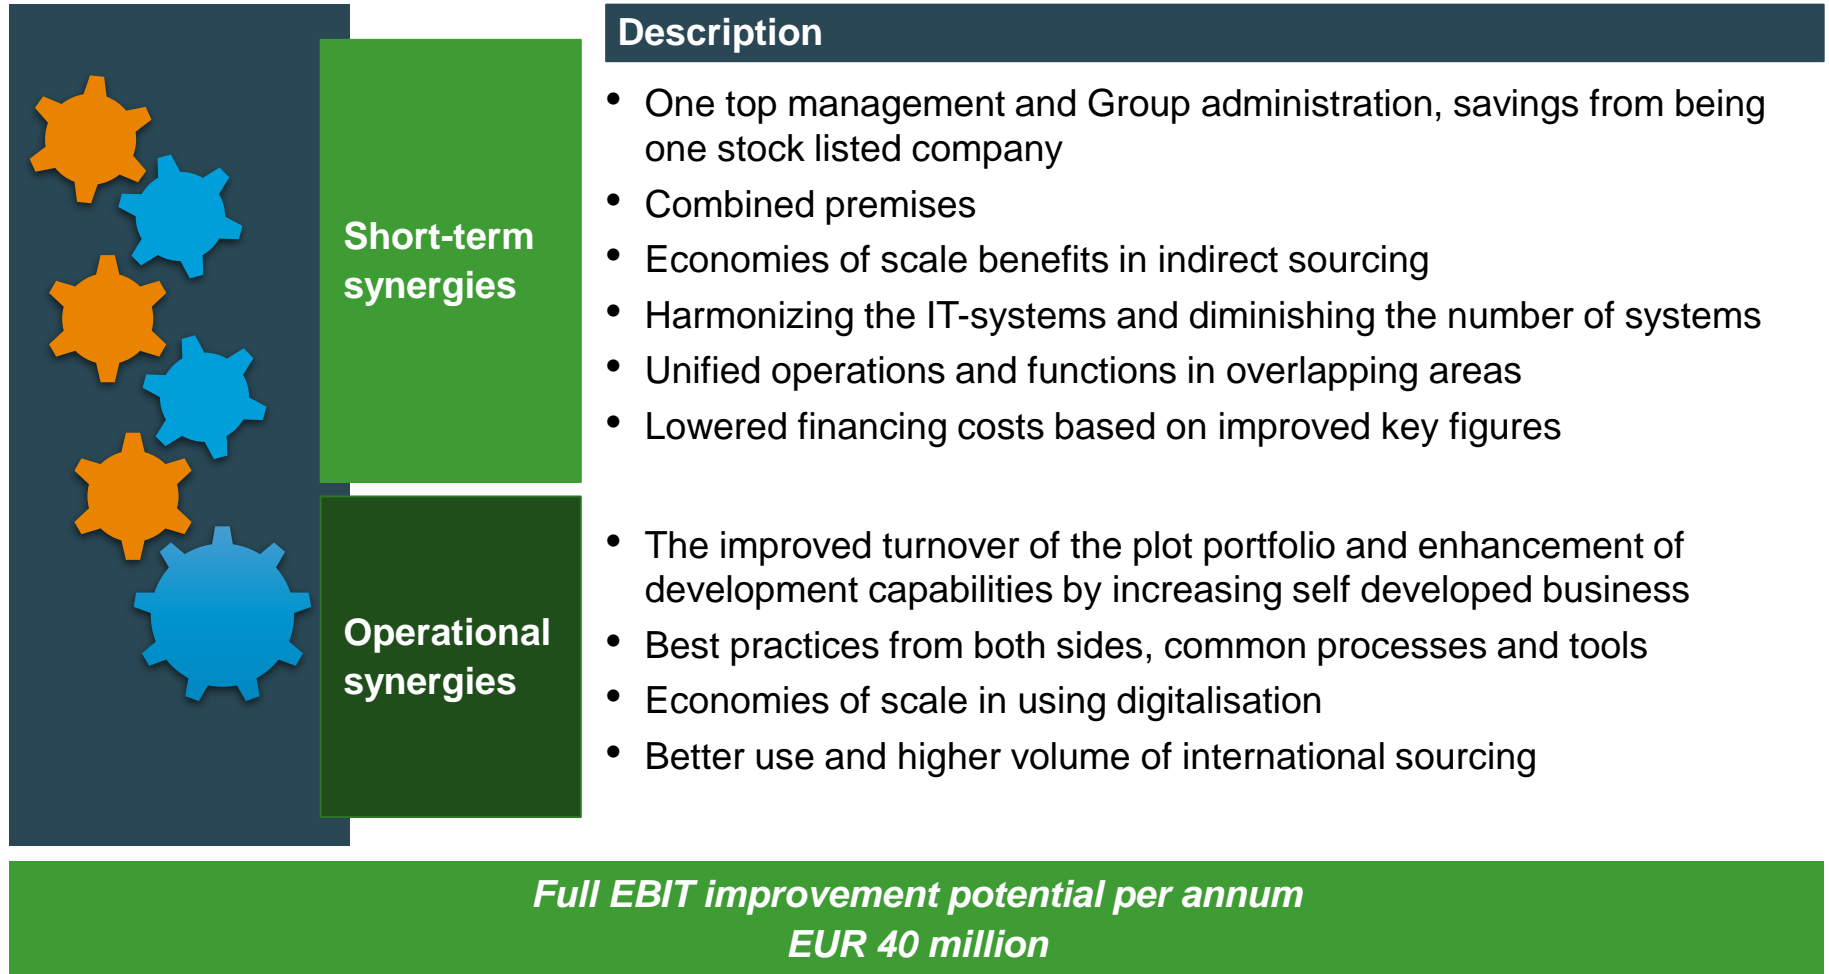 Description
Short-term
synergies
• One top management and Group administration, savings from being
one stock listed company
• Combined premises
• Economies of scale benefits in indirect sourcing
• Harmonizing the IT-systems and diminishing the number of systems
• Unified operations and functions in overlapping areas
• Lowered financing costs based on improved key figures
Operational
synergies
• The improved turnover of the plot portfolio and enhancement of
development capabilities by increasing self developed business
• Best practices from both sides, common processes and tools
• Economies of scale in using digitalisation
• Better use and higher volume of international sourcing
Full EBIT improvement potential per annum
EUR 40 million